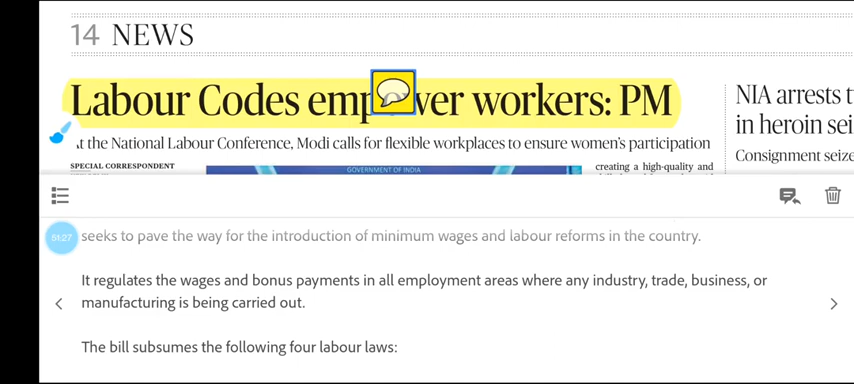 14 NEWS
Labour Codes empower workers: PM
NIA arrests t
in heroin sei
At the National Labour Conference, Modi calls for flexible workplaces to ensure women's participation
Consignment seize
SPECIAL CORRESPONDENT
GOVERNMENT OF INDIA
creating a high-quality and
51:27
seeks to pave the way for the introduction of minimum wages and labour reforms in the country.
It regulates the wages and bonus payments in all employment areas where any industry, trade, business, or
manufacturing is being carried out.
The bill subsumes the following four labour laws: